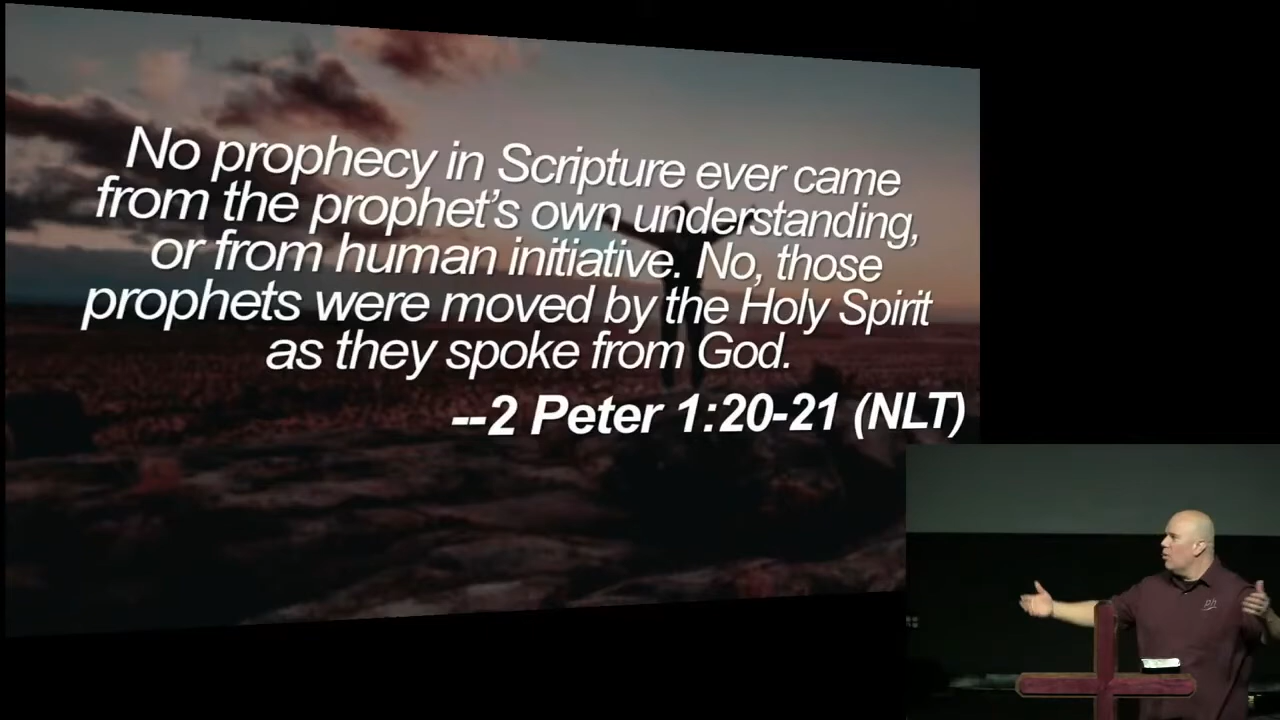 No prophecy in Scripture ever came
from the prophet’s own understanding,
or from human initiative. No, those
prophets were moved by the Holy Spirit
as they spoke from God.
--2 Peter 1:20-21 (NLT)
ph